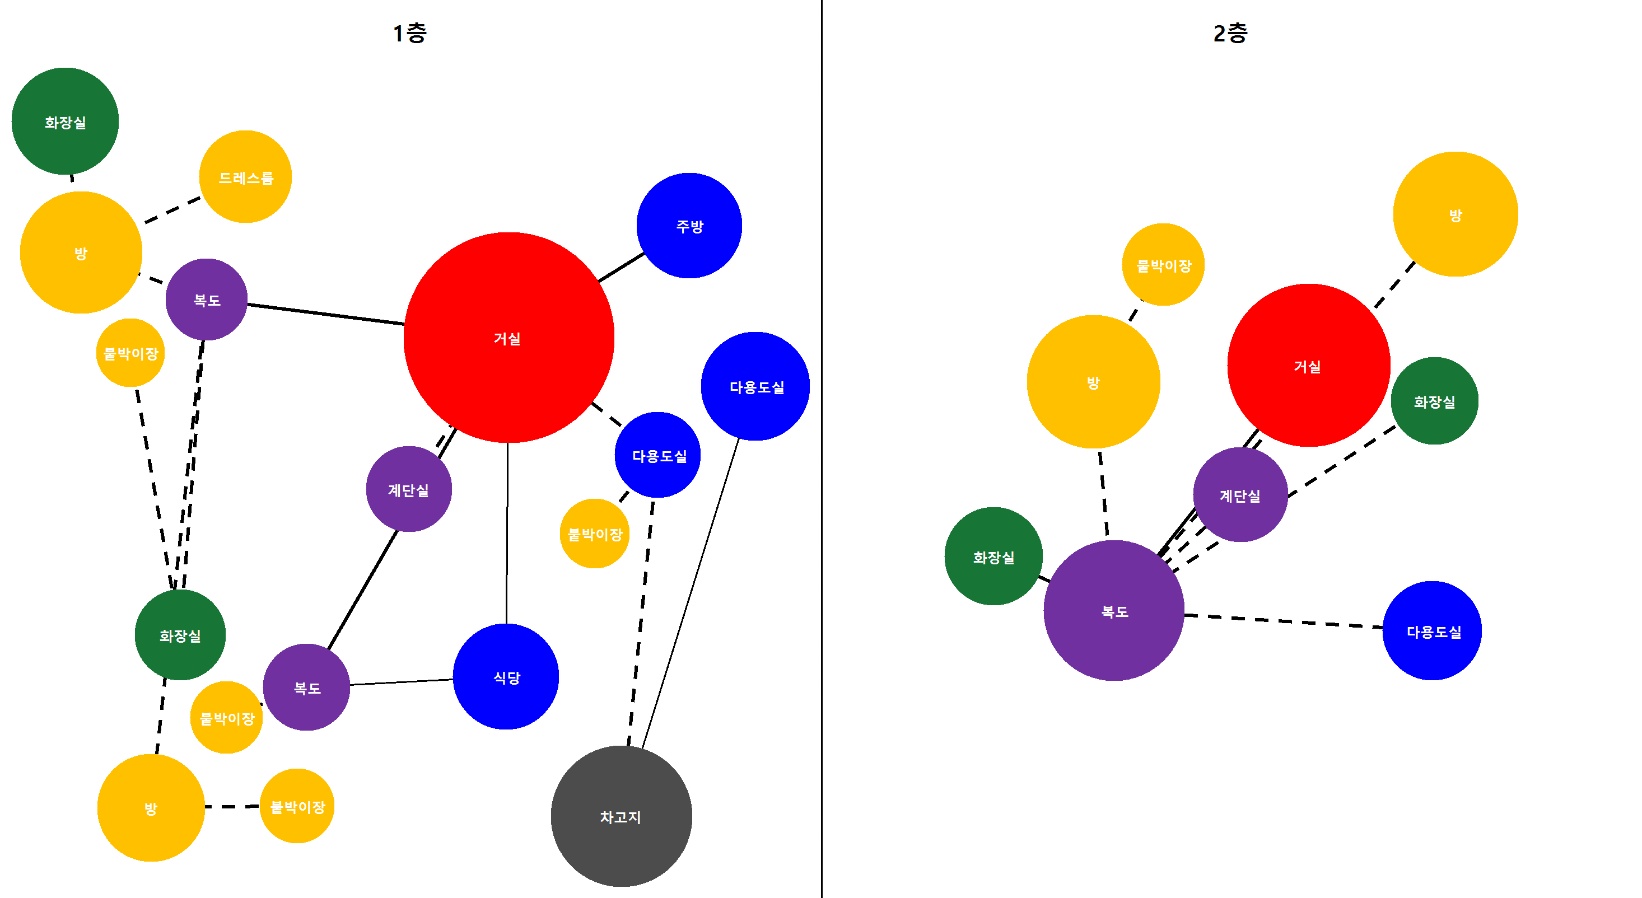 1층
화장실
드레스룸
주방
방
복도
거실
붙박이장
다용도실
다용도실
계단실
붙박이장
화장실
식당
복도
붙박이장
방
붙박이장
차고지
2층
방
붙박이장
거실
방
화장실
계단실
화장실
복도
다용도실